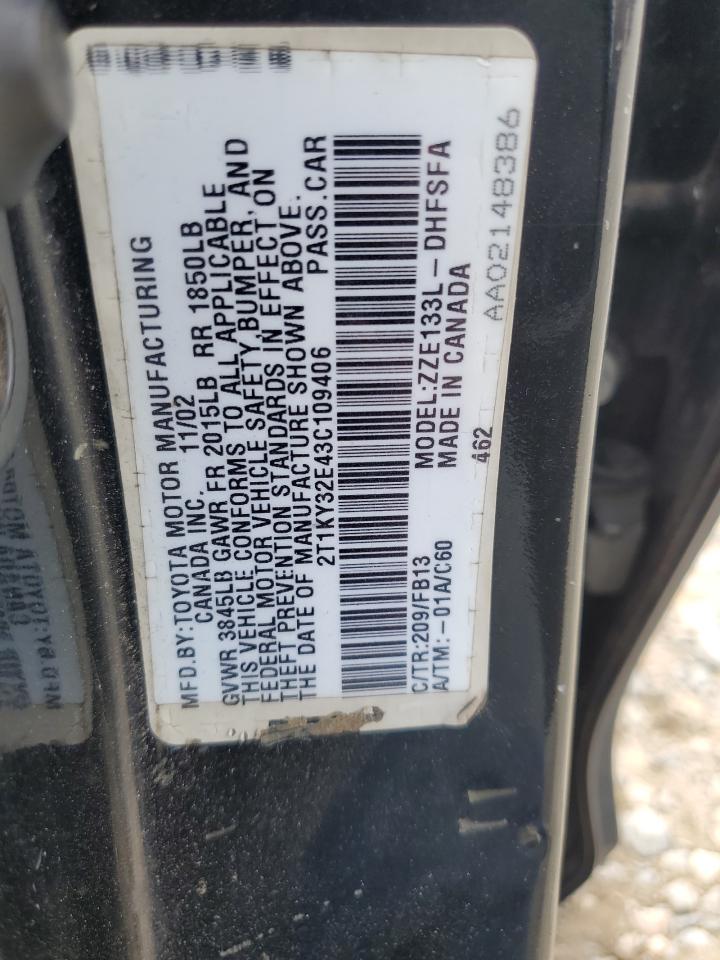 MFD.BY:TOYOTA MOTOR MANUFACTURING
CANADA INC. 11/02
GVWR 3845LB GAWR FR 2015LB RR 1850LB
THIS VEHICLE CONFORMS TO ALL APPLICABLE
FEDERAL MOTOR VEHICLE SAFETY,BUMPER, AND
THEFT PREVENTION STANDARDS IN EFFECT ON
THE DATE OF MANUFACTURE SHOWN ABOVE.
2T1KY32E43C109406 PASS.CAR
C/TR:209/FB13 MODEL:ZZE133L-DHFSFA
A/TM:-01A/C60 MADE IN CANADA
462
AA02148386